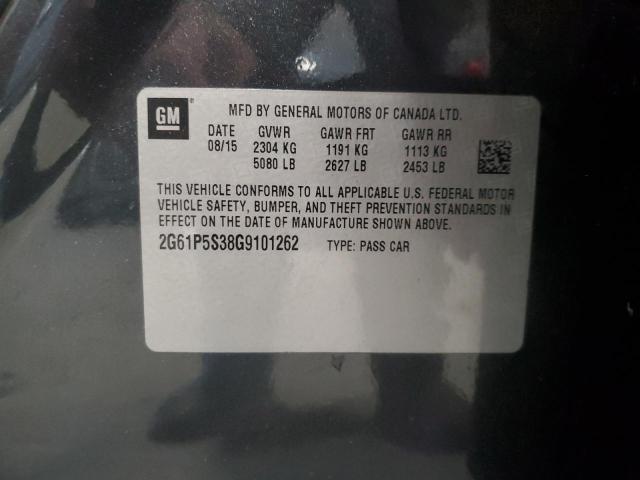 GM ®
MFD BY GENERAL MOTORS OF CANADA LTD.
DATE GVWR GAWR FRT GAWR RR
08/15 2304 KG 1191 KG 1113 KG
5080 LB 2627 LB 2453 LB
THIS VEHICLE CONFORMS TO ALL APPLICABLE U.S. FEDERAL MOTOR
VEHICLE SAFETY, BUMPER, AND THEFT PREVENTION STANDARDS IN
EFFECT ON THE DATE OF MANUFACTURE SHOWN ABOVE.
2G61P5S38G9101262 TYPE: PASS CAR